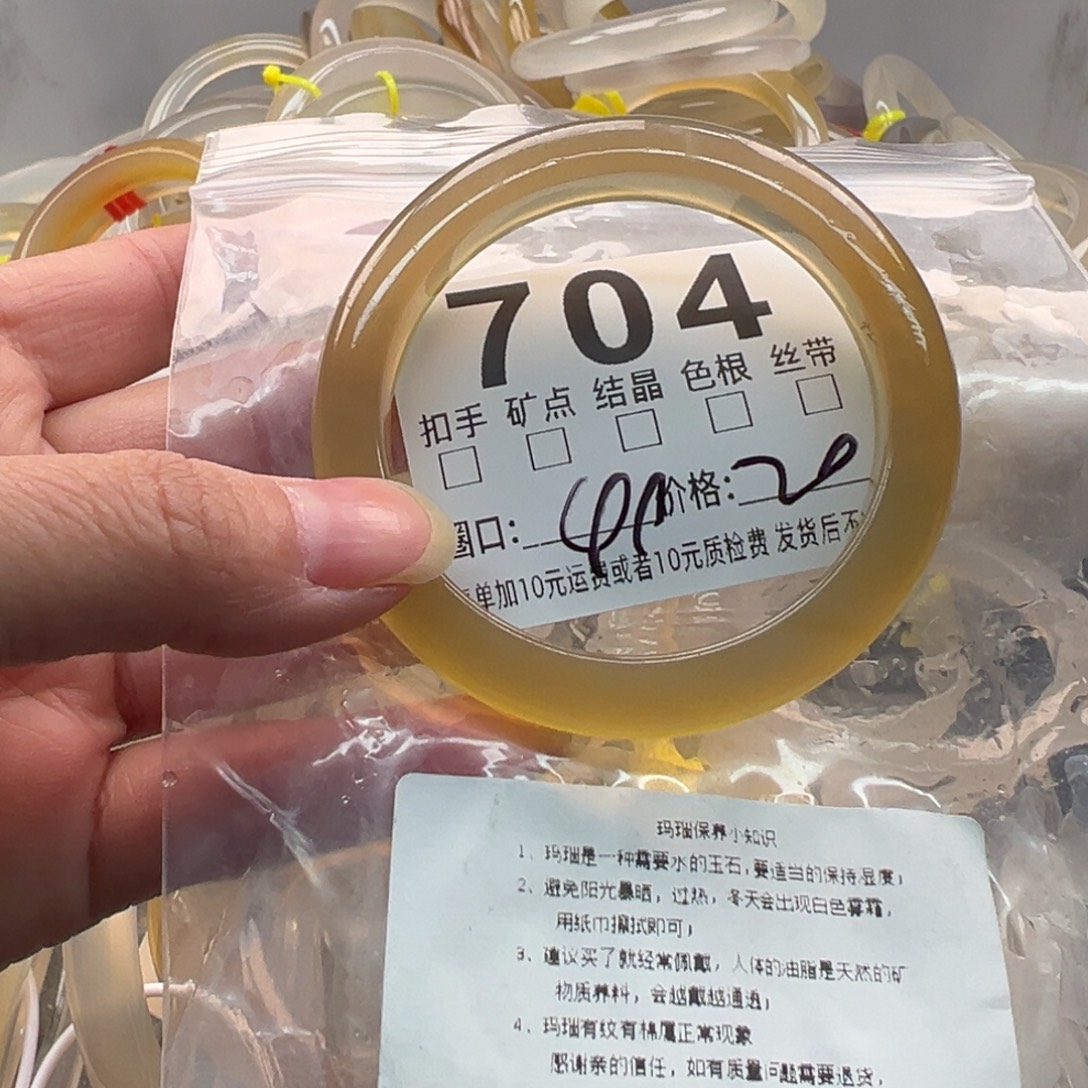 704
扣手 矿点 结晶 色根 丝带
圈口: 价格: 20
单加10元运费或者10元质检费 发货后不
玛瑙保养小知识
1、玛瑙是一种需要水的玉石,要适当的保持湿度,
2、避免阳光暴晒,过热,冬天会出现白色雾霜,
用纸巾擦拭即可,
3、建议买了就经常佩戴,人体的油脂是天然的矿
物质养料,会越戴越通透,
4、玛瑙有纹有棉属正常现象
感谢亲的信任,如有质量问题需要退货,